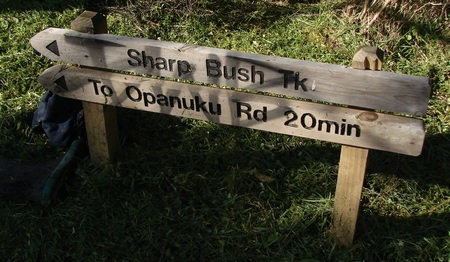 Sharp Bush Tk.
To Opanuku Rd 20min